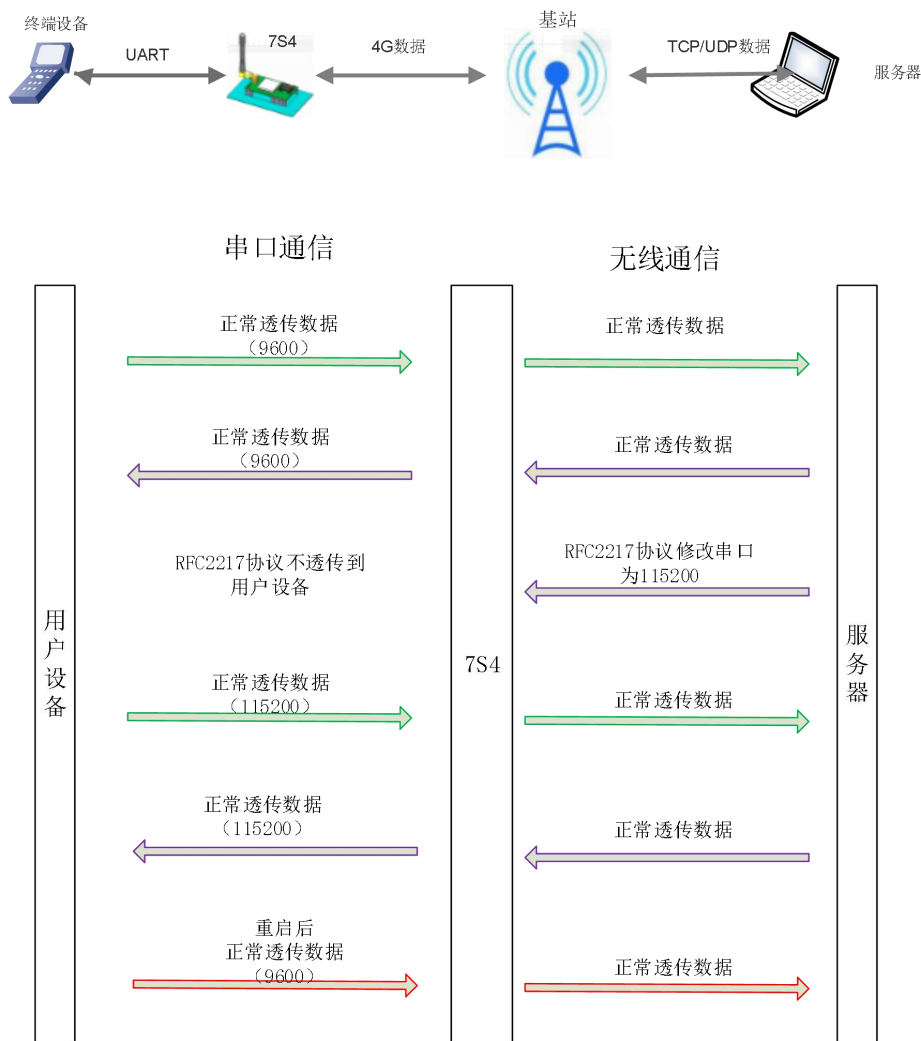 终端设备
UART
7S4
4G数据
基站
TCP/UDP数据
服务器
串口通信
无线通信
正常透传数据
（9600）
正常透传数据
正常透传数据
（9600）
正常透传数据
RFC2217协议不透传到
用户设备
RFC2217协议修改串口
为115200
用户设备
7S4
服务器
正常透传数据
（115200）
正常透传数据
正常透传数据
（115200）
正常透传数据
重启后
正常透传数据
（9600）
正常透传数据